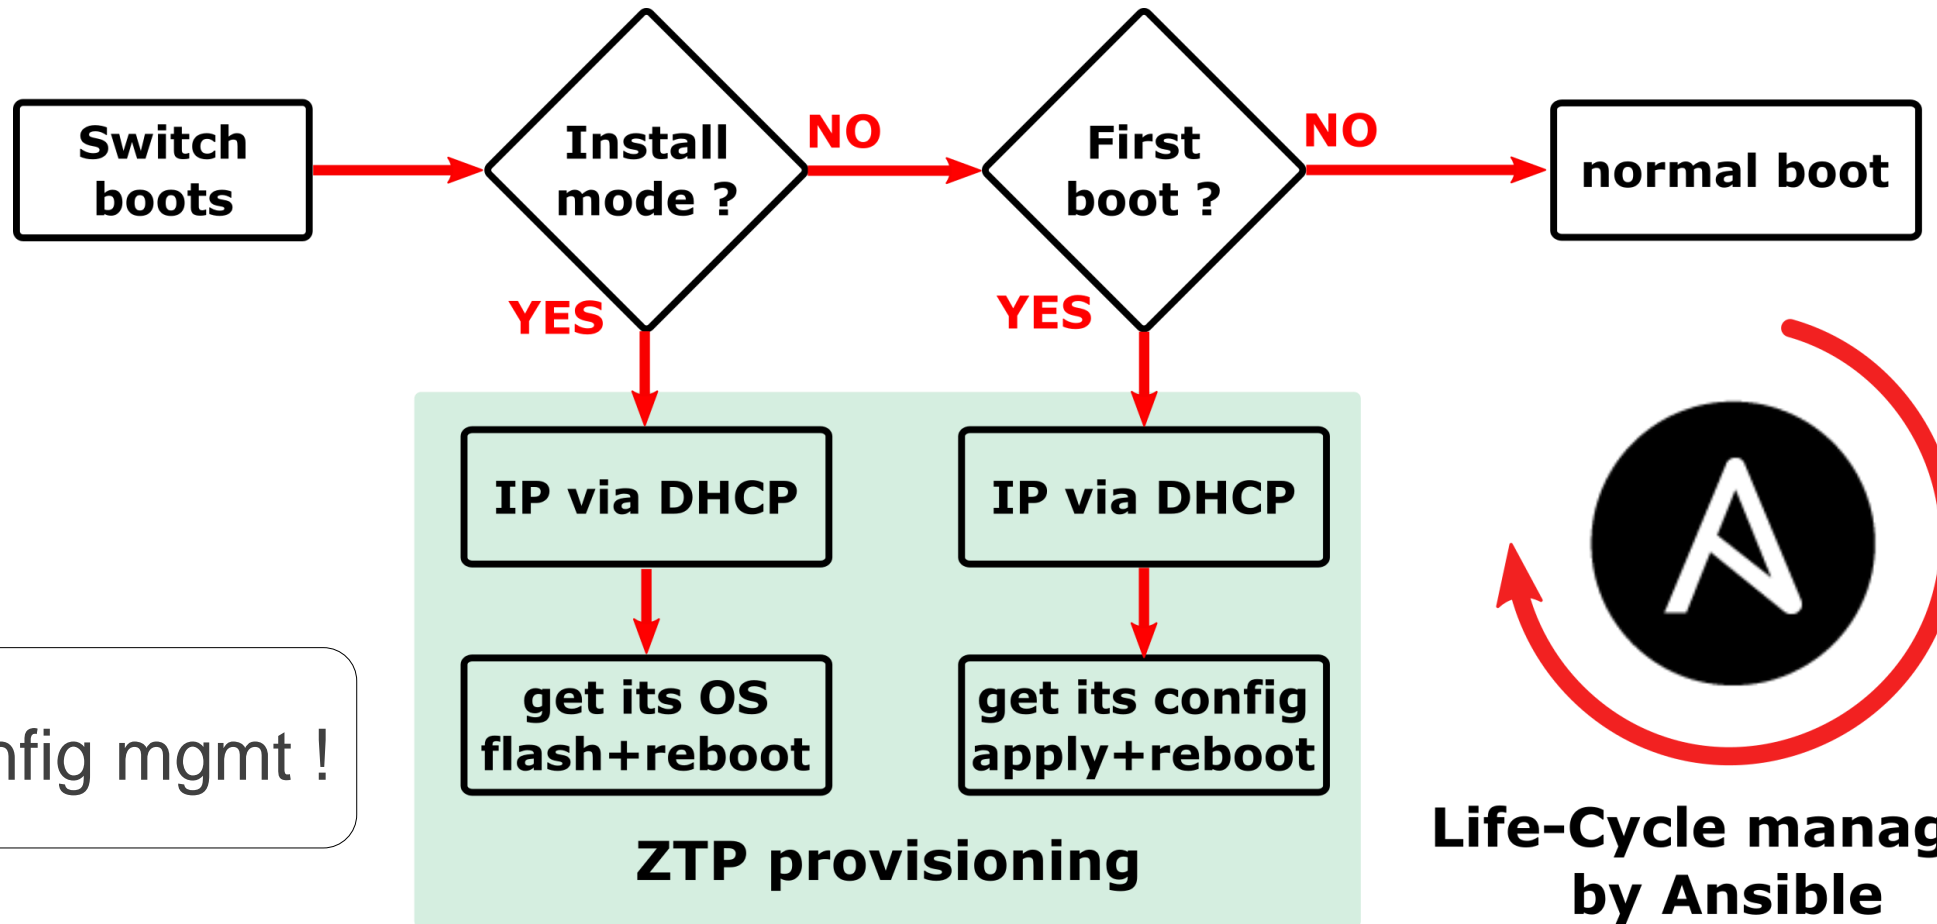 Switch
boots
Install
mode ?
NO
First
boot ?
NO
normal boot
YES
YES
IP via DHCP
IP via DHCP
get its OS
flash+reboot
get its config
apply+reboot
ZTP provisioning
nfig mgmt !
Life-Cycle manag
by Ansible